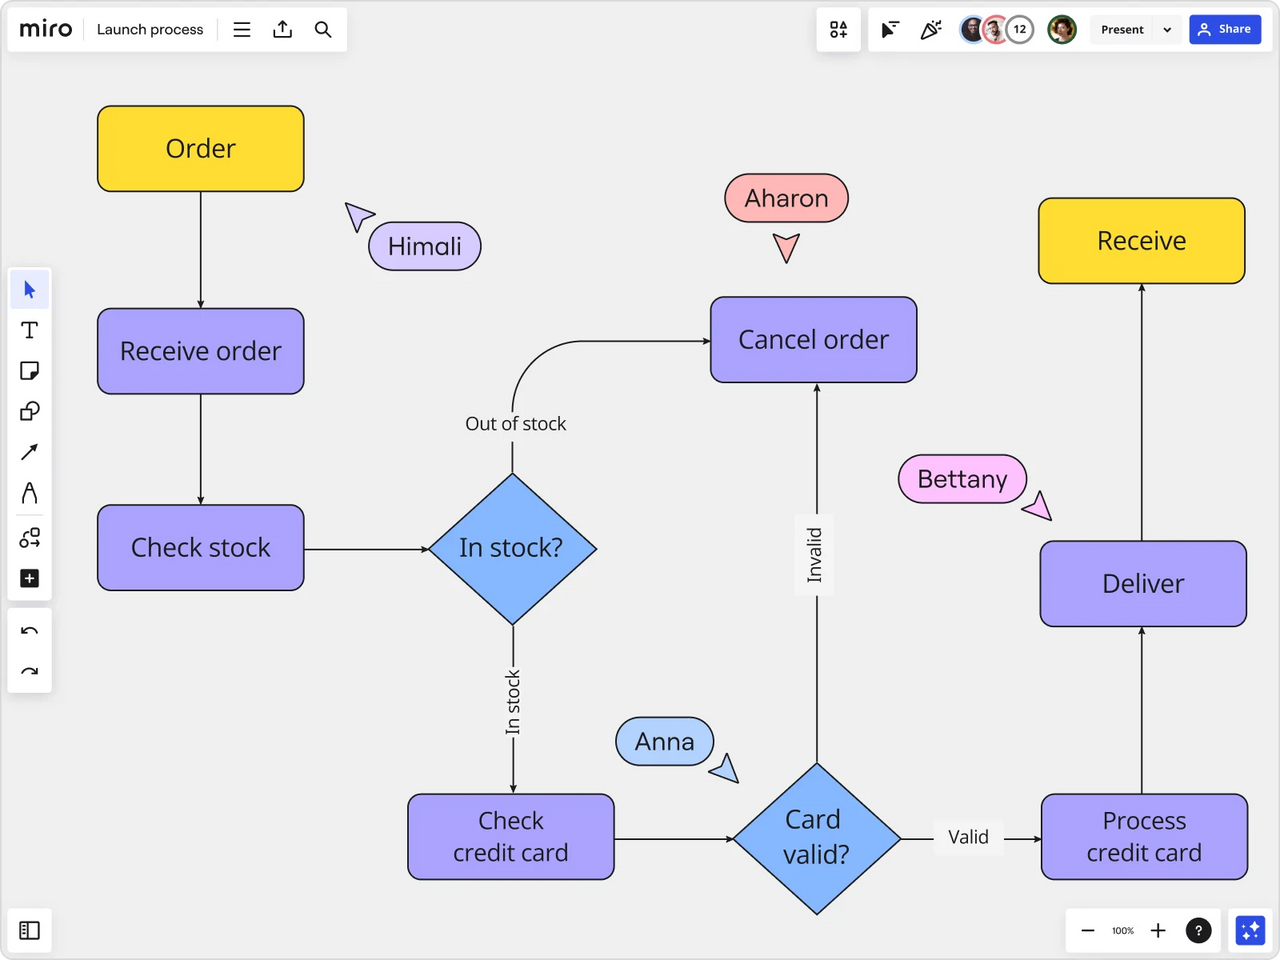 miro
Launch process
12
Present
Share
Order
Himali
Aharon
Receive
Receive order
Cancel order
Out of stock
Bettany
Check stock
In stock?
Invalid
Deliver
In stock
Anna
Check
credit card
Card
valid?
Valid
Process
credit card
100%
?